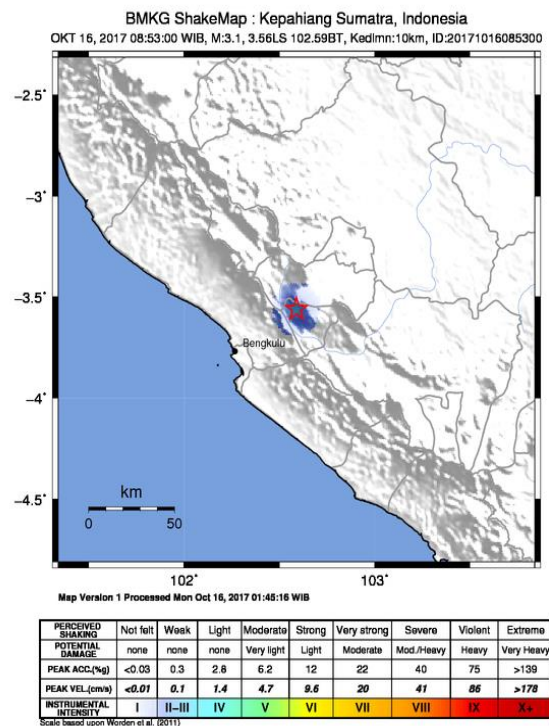 BMKG ShakeMap : Kepahiang Sumatra, Indonesia
OKT 16, 2017 08:53:00 WIB, M:3.1, 3.56LS 102.59BT, Kedlmn:10km, ID:20171016085300
−2.5˚
−3˚
−3.5˚
Bengkulu
−4˚
−4.5˚
km
0 50
102˚ 103˚
Map Version 1 Processed Mon Oct 16, 2017 01:45:16 WIB
PERCEIVED SHAKING Not felt Weak Light Moderate Strong Very strong Severe Violent Extreme
POTENTIAL DAMAGE none none none Very light Light Moderate Mod./Heavy Heavy Very Heavy
PEAK ACC.(%g) <0.03 0.3 2.8 6.2 12 22 40 75 >139
PEAK VEL.(cm/s) <0.01 0.1 1.4 4.7 9.6 20 41 86 >178
INSTRUMENTAL INTENSITY I II−III IV V VI VII VIII IX X+
Scale based upon Worden et al. (2011)